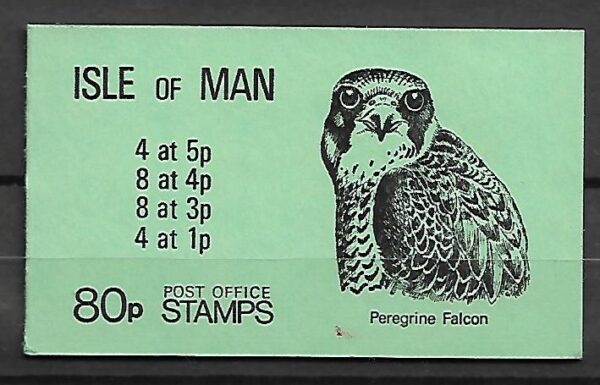 ISLE OF MAN
4 at 5p
8 at 4p
8 at 3p
4 at 1p
80p POST OFFICE STAMPS
Peregrine Falcon